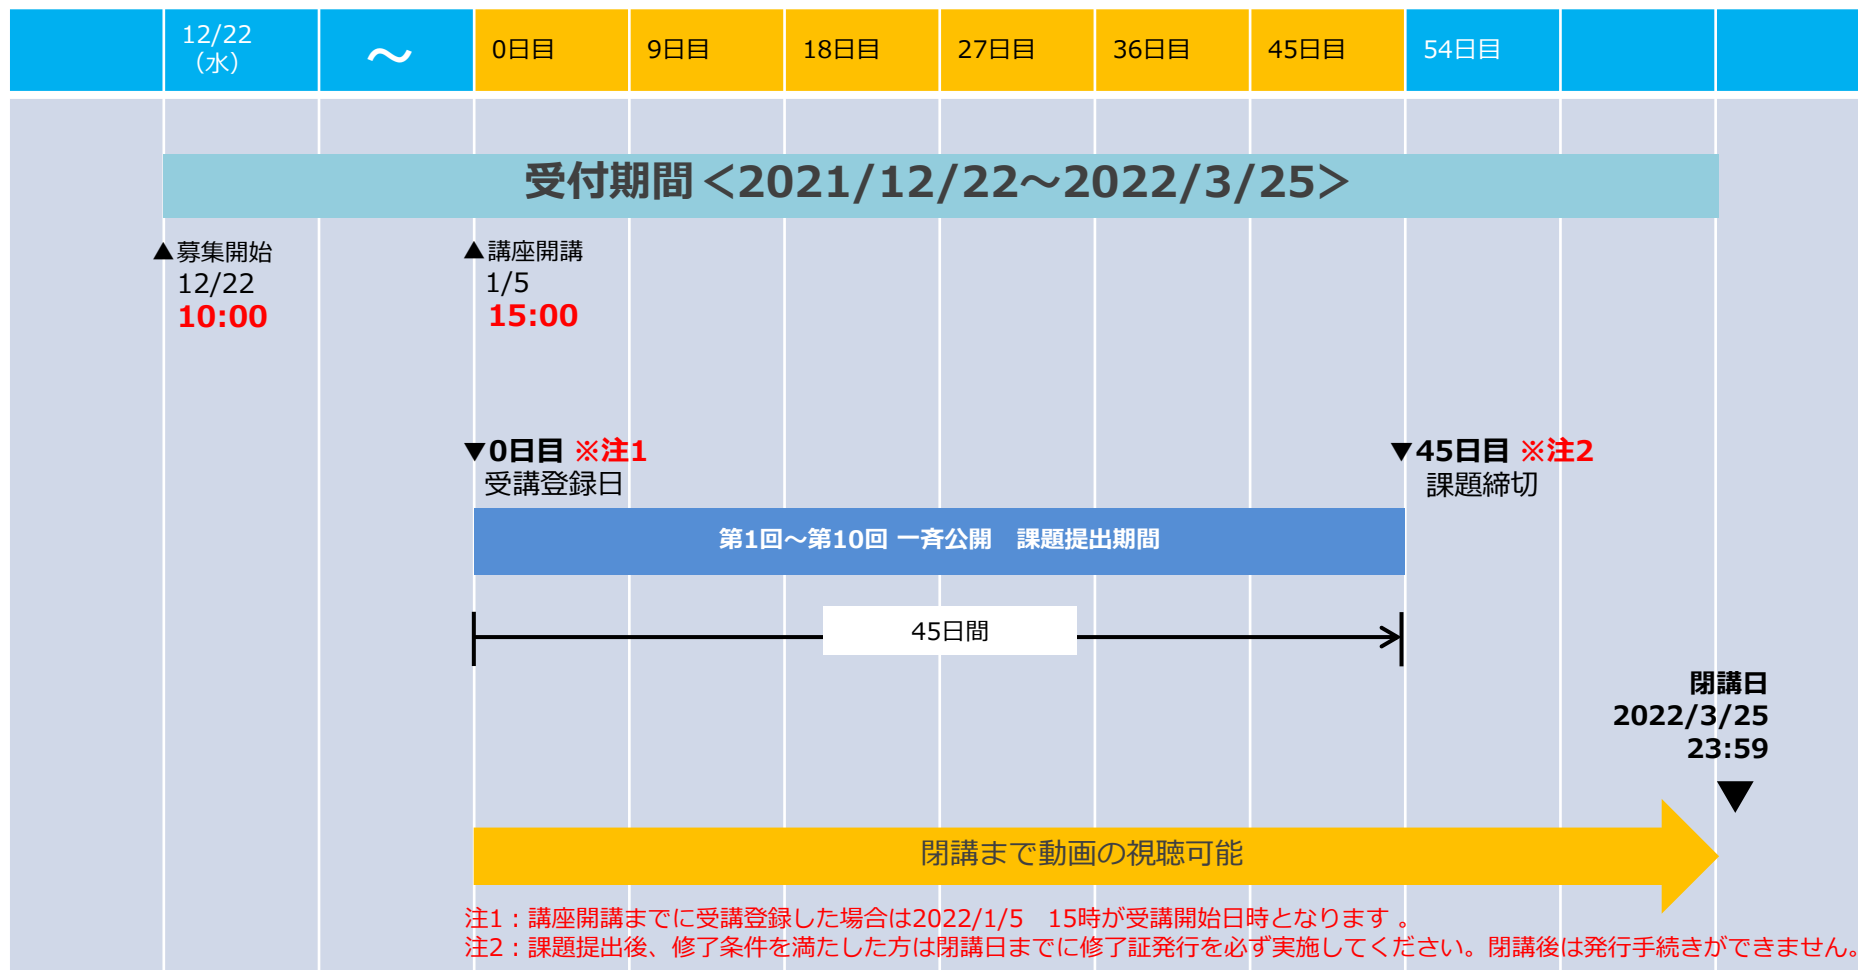 12/22
（水）
～
0日目
9日目
18日目
27日目
36日目
45日目
54日目
受付期間＜2021/12/22～2022/3/25＞
▲募集開始
12/22
10:00
▲講座開講
1/5
15:00
▼0日目 ※注1
受講登録日
▼45日目 ※注2
課題締切
第1回～第10回 一斉公開　課題提出期間
45日間
閉講日
2022/3/25
23:59
▼
閉講まで動画の視聴可能
注1：講座開講までに受講登録した場合は2022/1/5　15時が受講開始日時となります 。
注2：課題提出後、修了条件を満たした方は閉講日までに修了証発行を必ず実施してください。閉講後は発行手続きができません。